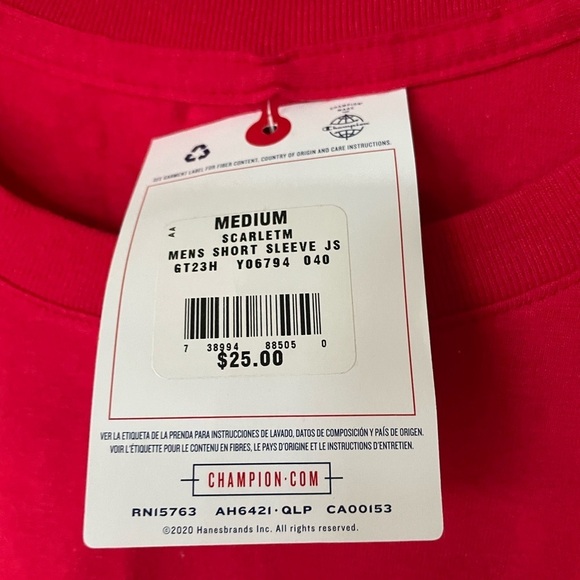 Champion
SEE GARMENT LABEL FOR FIBER CONTENT, COUNTRY OF ORIGIN AND CARE INSTRUCTIONS.
AA
MEDIUM
SCARLETM
MENS SHORT SLEEVE JS
GT23H Y06794 040
7 38994 88505 0
$25.00
VER LA ETIQUETA DE LA PRENDA PARA INSTRUCCIONES DE LAVADO, DATOS DE COMPOSICIÓN Y PAÍS DE ORIGEN.
VOIR L'ÉTIQUETTE POUR LE CONTENU EN FIBRES, LE PAYS D'ORIGINE ET LE INSTRUCTIONS D'ENTRETIEN.
CHAMPION·COM
RN15763 AH6421·QLP CA00153
©2020 Hanesbrands Inc. All rights reserved.